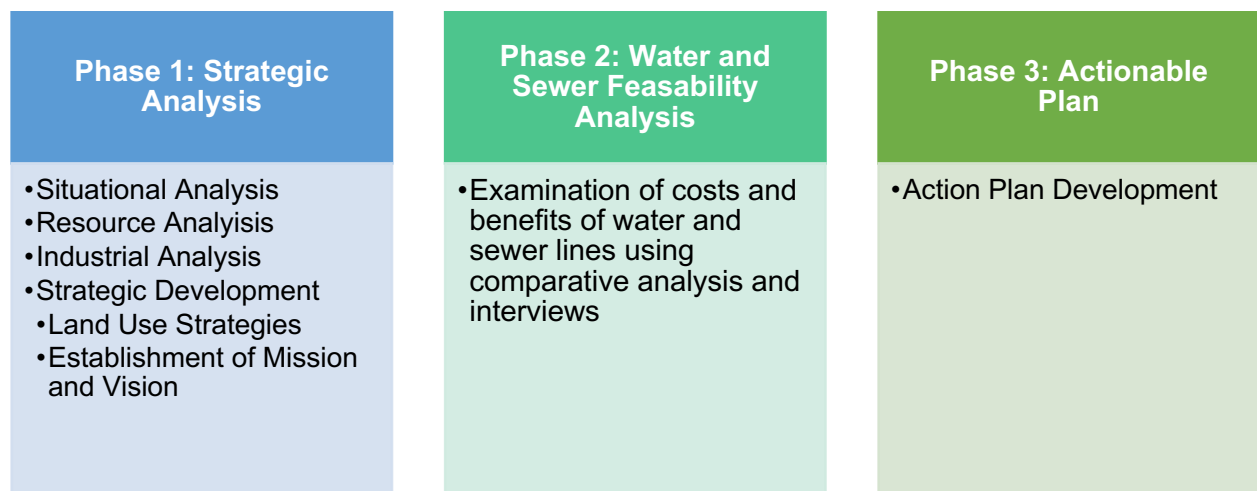 Phase 1: Strategic
Analysis
•Situational Analysis
•Resource Analyisis
•Industrial Analysis
•Strategic Development
•Land Use Strategies
•Establishment of Mission
and Vision
Phase 2: Water and
Sewer Feasability
Analysis
•Examination of costs and
benefits of water and
sewer lines using
comparative analysis and
interviews
Phase 3: Actionable
Plan
•Action Plan Development